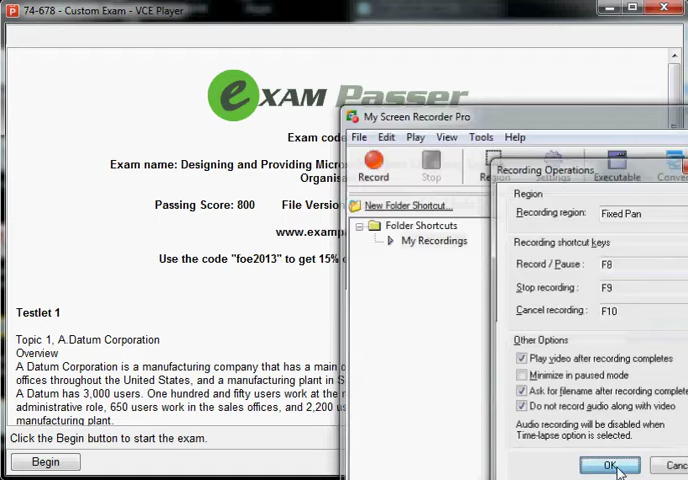 74-678 - Custom Exam - VCE Player
exam Passer
Exam code
Exam name: Designing and Providing
Organis
Passing Score: 800 File Version
www.examp
Use the code "foe2013" to get 15%
Testlet 1
Topic 1, A.Datum Corporation
Overview
A Datum Corporation is a manufacturing company that has a main
offices throughout the United States, and a manufacturing plant in
A Datum has 3,000 users. One hundred and fifty users work at the
administrative role, 650 users work in the sales offices, and 2,200
manufacturing plant.
Click the Begin button to start the exam.
Begin
My Screen Recorder Pro
File Edit Play View Tools Help
Record Stop Region Settings Executable Conver
New Folder Shortcut...
Folder Shortcuts
My Recordings
Recording Operations
Region
Recording region: Fixed Pan
Recording shortcut keys
Record / Pause: F8
Stop recording : F9
Cancel recording : F10
Other Options
Play video after recording completes
Minimize in paused mode
Ask for filename after recording complete
Do not record audio along with video
Audio recording will be disabled when
Time-lapse option is selected.
OK Canc